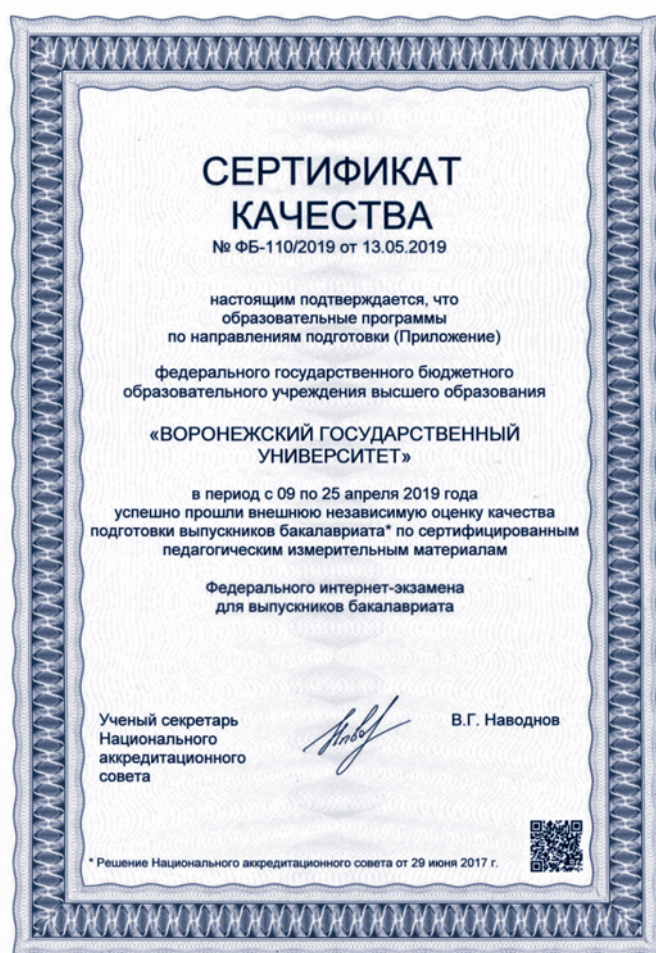 СЕРТИФИКАТ
КАЧЕСТВА
№ ФБ-110/2019 от 13.05.2019
настоящим подтверждается, что
образовательные программы
по направлениям подготовки (Приложение)
федерального государственного бюджетного
образовательного учреждения высшего образования
«ВОРОНЕЖСКИЙ ГОСУДАРСТВЕННЫЙ
УНИВЕРСИТЕТ»
в период с 09 по 25 апреля 2019 года
успешно прошли внешнюю независимую оценку качества
подготовки выпускников бакалавриата* по сертифицированным
педагогическим измерительным материалам
Федерального интернет-экзамена
для выпускников бакалавриата
Ученый секретарь
Национального
аккредитационного
совета
В.Г. Наводнов
* Решение Национального аккредитационного совета от 29 июня 2017 г.